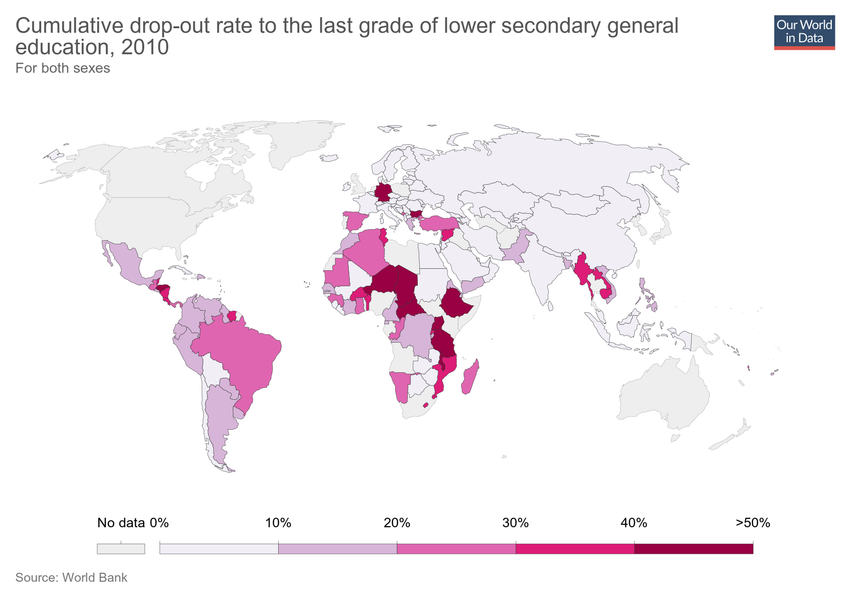 Cumulative drop-out rate to the last grade of lower secondary general
education, 2010
For both sexes
Our World
in Data
No data 0% 10% 20% 30% 40% >50%
Source: World Bank